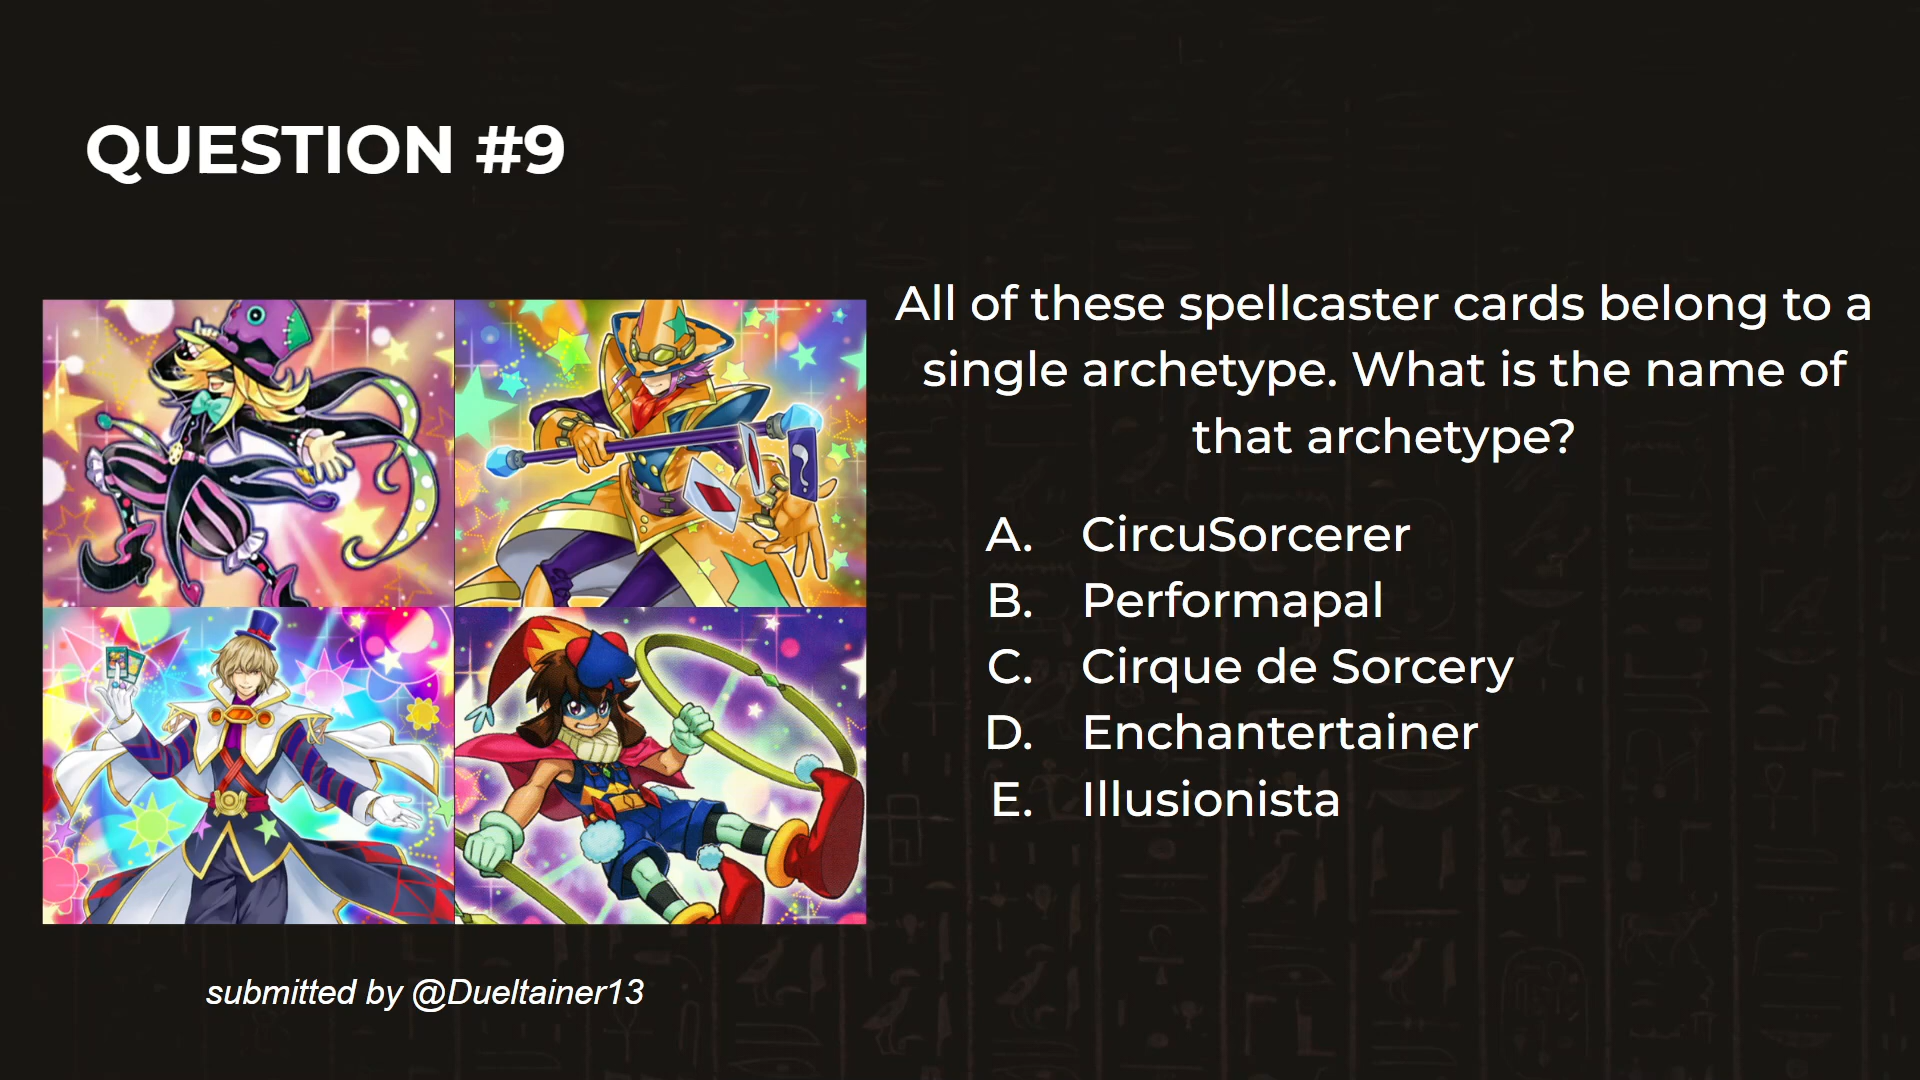 QUESTION #9
All of these spellcaster cards belong to a
single archetype. What is the name of
that archetype?
A. CircuSorcerer
B. Performapal
C. Cirque de Sorcery
D. Enchantertainer
E. Illusionista
?
submitted by @Dueltainer13